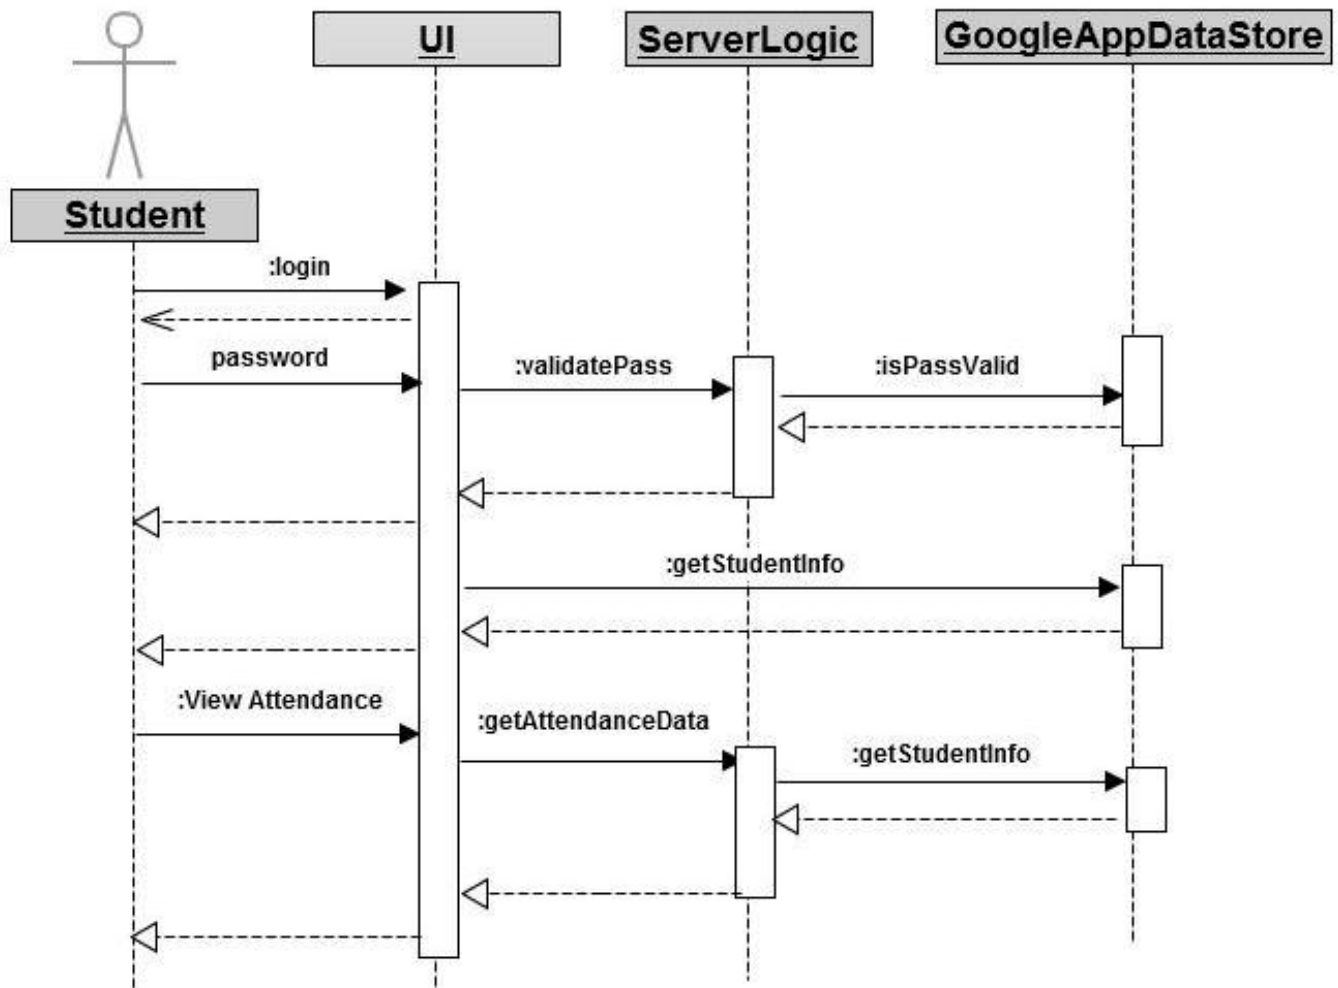 UI
ServerLogic
GoogleAppDataStore
Student
:login
password
:validatePass
:isPassValid
:getStudentInfo
:View Attendance
:getAttendanceData
:getStudentInfo